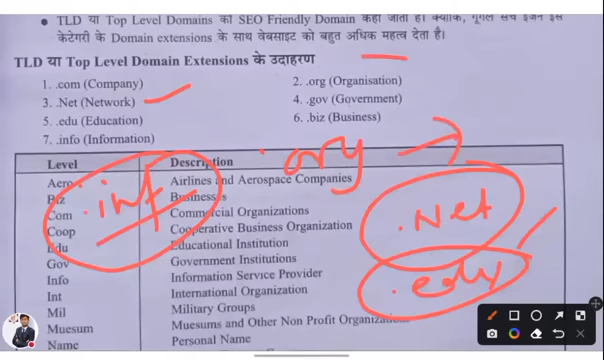 • TLD या Top Level Domains को SEO Friendly Domain कहा जाता है। क्योंकि, गूगल सर्च इंजन इस
केटेगरी के Domain extensions के साथ वेबसाइट को बहुत अधिक महत्व देता है।
TLD या Top Level Domain Extensions के उदाहरण
1. .com (Company) 2. .org (Organisation)
3. .Net (Network) 4. .gov (Government)
5. .edu (Education) 6. .biz (Business)
7. .info (Information)
Level Description
.org
Aero Airlines and Aerospace Companies
Biz Business
.inf
Com Commercial Organizations
.Net
Coop Cooperative Business Organization
Edu Educational Institution
Gov Government Institutions
Info Information Service Provider
.edu
Int International Organization
Mil Military Groups
Muesum Muesums and Other Non Profit
Name Personal Name